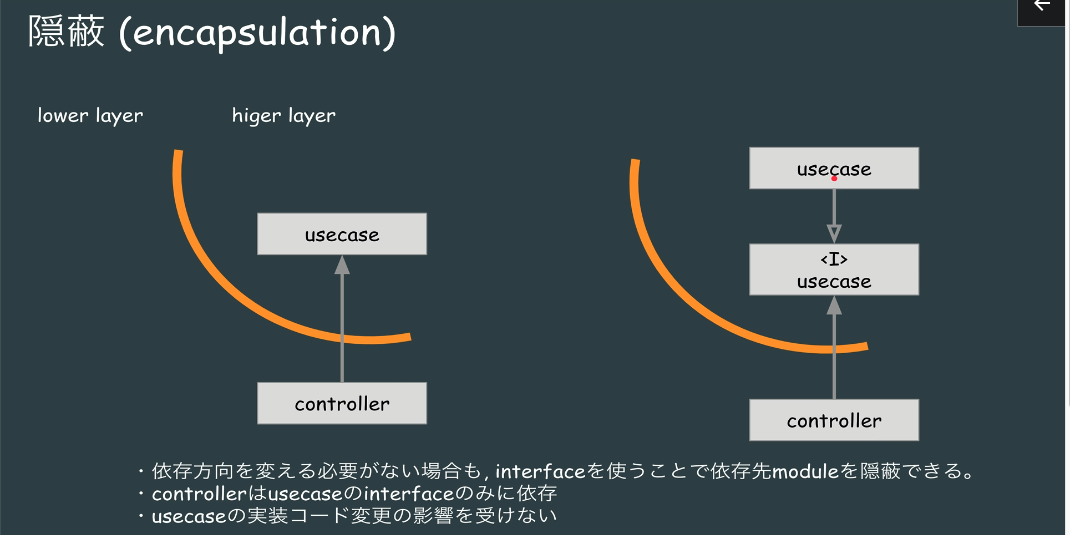 隠蔽 (encapsulation)
lower layer
higer layer
usecase
controller
usecase
<I>
usecase
controller
・依存方向を変える必要がない場合も, interfaceを使うことで依存先moduleを隠蔽できる。
・controllerはusecaseのinterfaceのみに依存
・usecaseの実装コード変更の影響を受けない